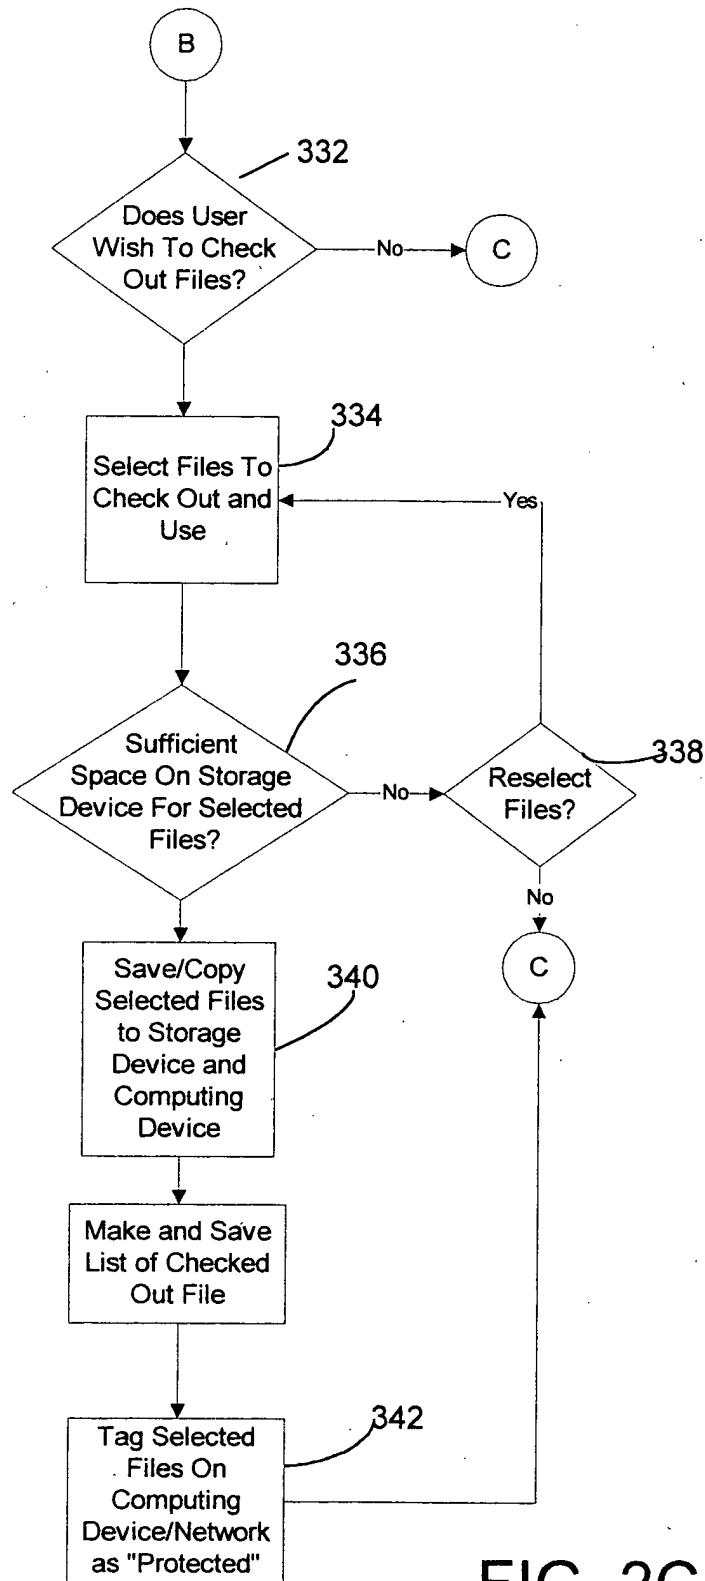 B
332
Does User
Wish To Check
Out Files?
No
C
334
Select Files To
Check Out and
Use
Yes
336
Sufficient
Space On Storage
Device For Selected
Files?
No
338
Reselect
Files?
No
C
Save/Copy
Selected Files
to Storage
Device and
Computing
Device
340
Make and Save
List of Checked
Out File
342
Tag Selected
Files On
Computing
Device/Network
as "Protected"
FIG. 2C